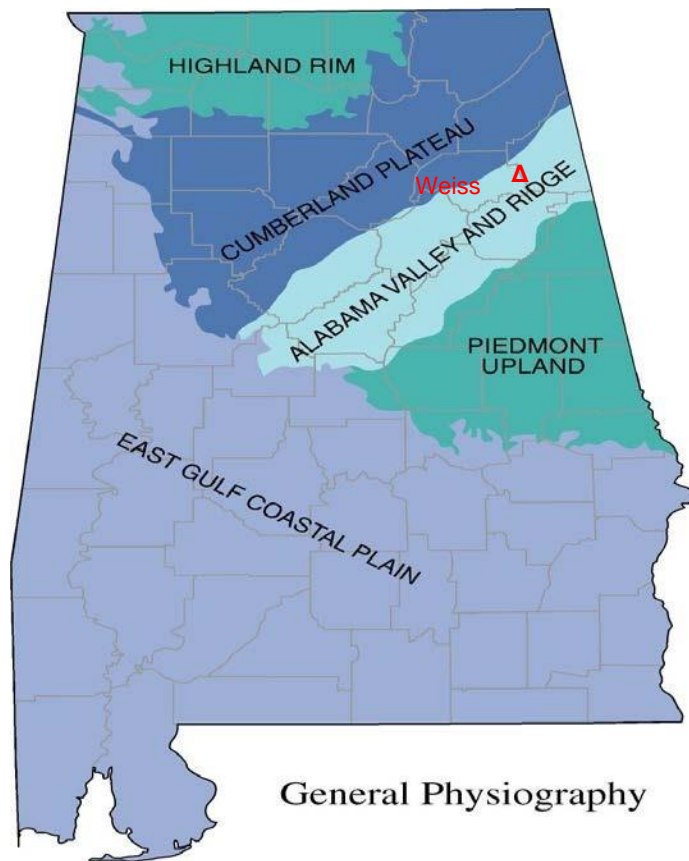 HIGHLAND RIM
CUMBERLAND PLATEAU
Weiss Δ
ALABAMA VALLEY AND RIDGE
PIEDMONT
UPLAND
EAST GULF COASTAL PLAIN
General Physiography